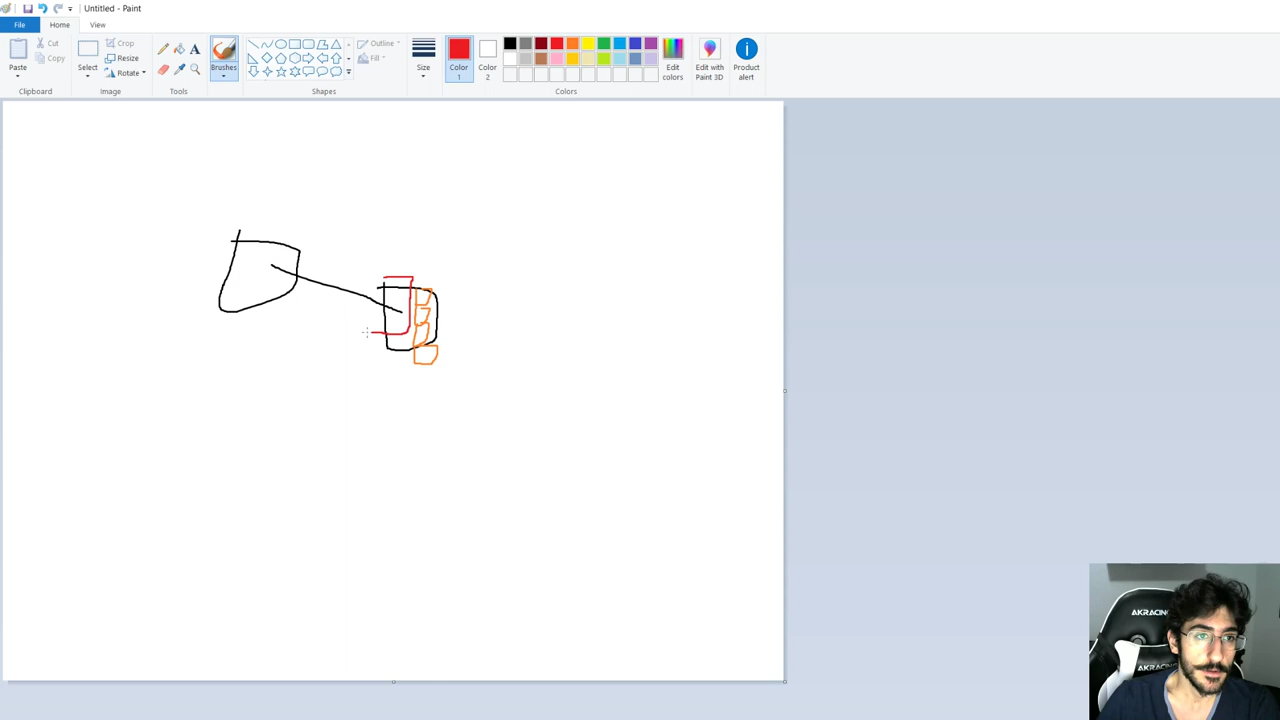 Untitled - Paint
File Home View
Paste
Cut
Copy
Clipboard
Select
Crop
Resize
Rotate
Image
Tools
Brushes
Outline
Fill
Shapes
Size
Color
1
Color
2
Edit
colors
Colors
Edit with
Paint 3D
Product
alert
AKRACING
AKRACING